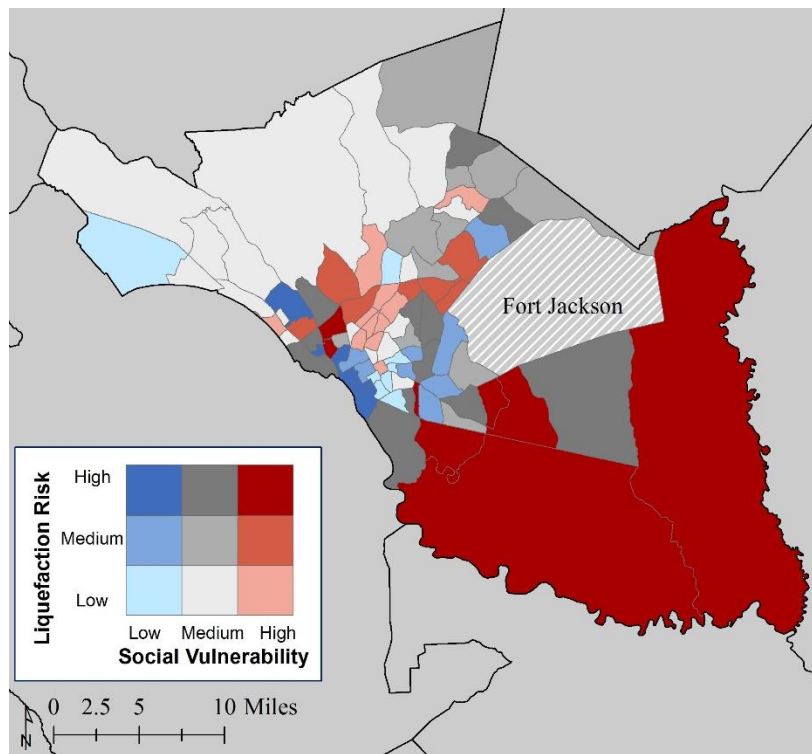 Fort Jackson
Liquefaction Risk
High
Medium
Low
Low Medium High
Social Vulnerability
0 2.5 5 10 Miles
N